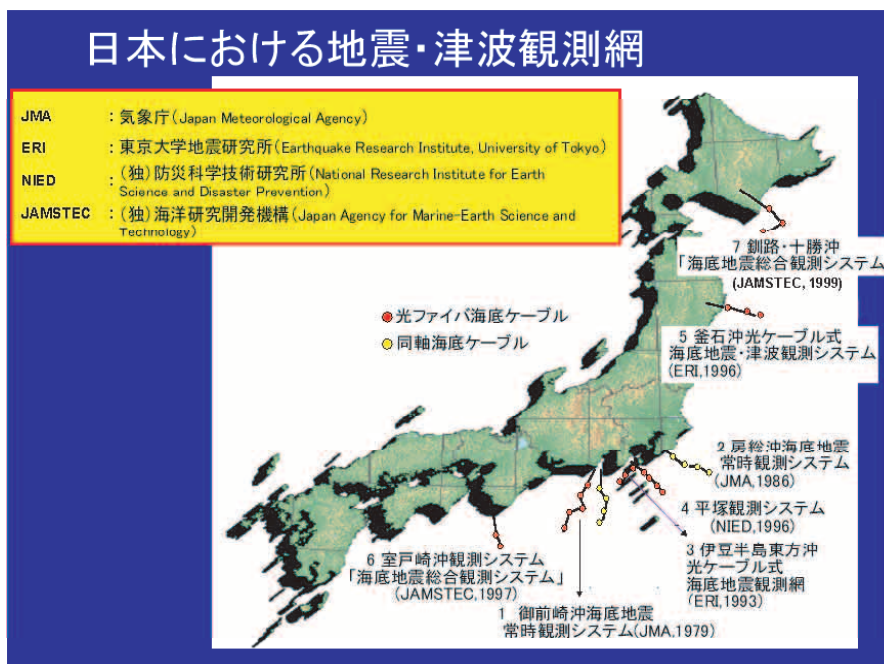 日本における地震・津波観測網
JMA ：気象庁(Japan Meteorological Agency)
ERI ：東京大学地震研究所(Earthquake Research Institute, University of Tokyo)
NIED ：(独)防災科学技術研究所(National Research Institute for Earth
Science and Disaster Prevention)
JAMSTEC ：(独)海洋研究開発機構(Japan Agency for Marine-Earth Science and
Technology)
7 釧路・十勝沖
「海底地震総合観測システム
(JAMSTEC, 1999)
光ファイバ海底ケーブル
同軸海底ケーブル
5 釜石沖光ケーブル式
海底地震・津波観測システム
(ERI,1996)
2 房総沖海底地震
常時観測システム
(JMA,1986)
4 平塚観測システム
(NIED,1996)
3 伊豆半島東方沖
光ケーブル式
海底地震観測網
(ERI,1993)
6 室戸崎沖観測システム
「海底地震総合観測システム」
(JAMSTEC,1997)
1 御前崎沖海底地震
常時観測システム(JMA,1979)